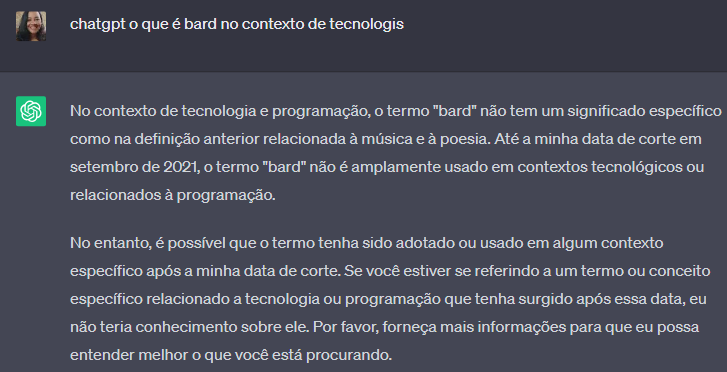 chatgpt o que é bard no contexto de tecnologis
No contexto de tecnologia e programação, o termo "bard" não tem um significado específico
como na definição anterior relacionada à música e à poesia. Até a minha data de corte em
setembro de 2021, o termo "bard" não é amplamente usado em contextos tecnológicos ou
relacionados à programação.
No entanto, é possível que o termo tenha sido adotado ou usado em algum contexto
específico após a minha data de corte. Se você estiver se referindo a um termo ou conceito
específico relacionado a tecnologia ou programação que tenha surgido após essa data, eu
não teria conhecimento sobre ele. Por favor, forneça mais informações para que eu possa
entender melhor o que você está procurando.